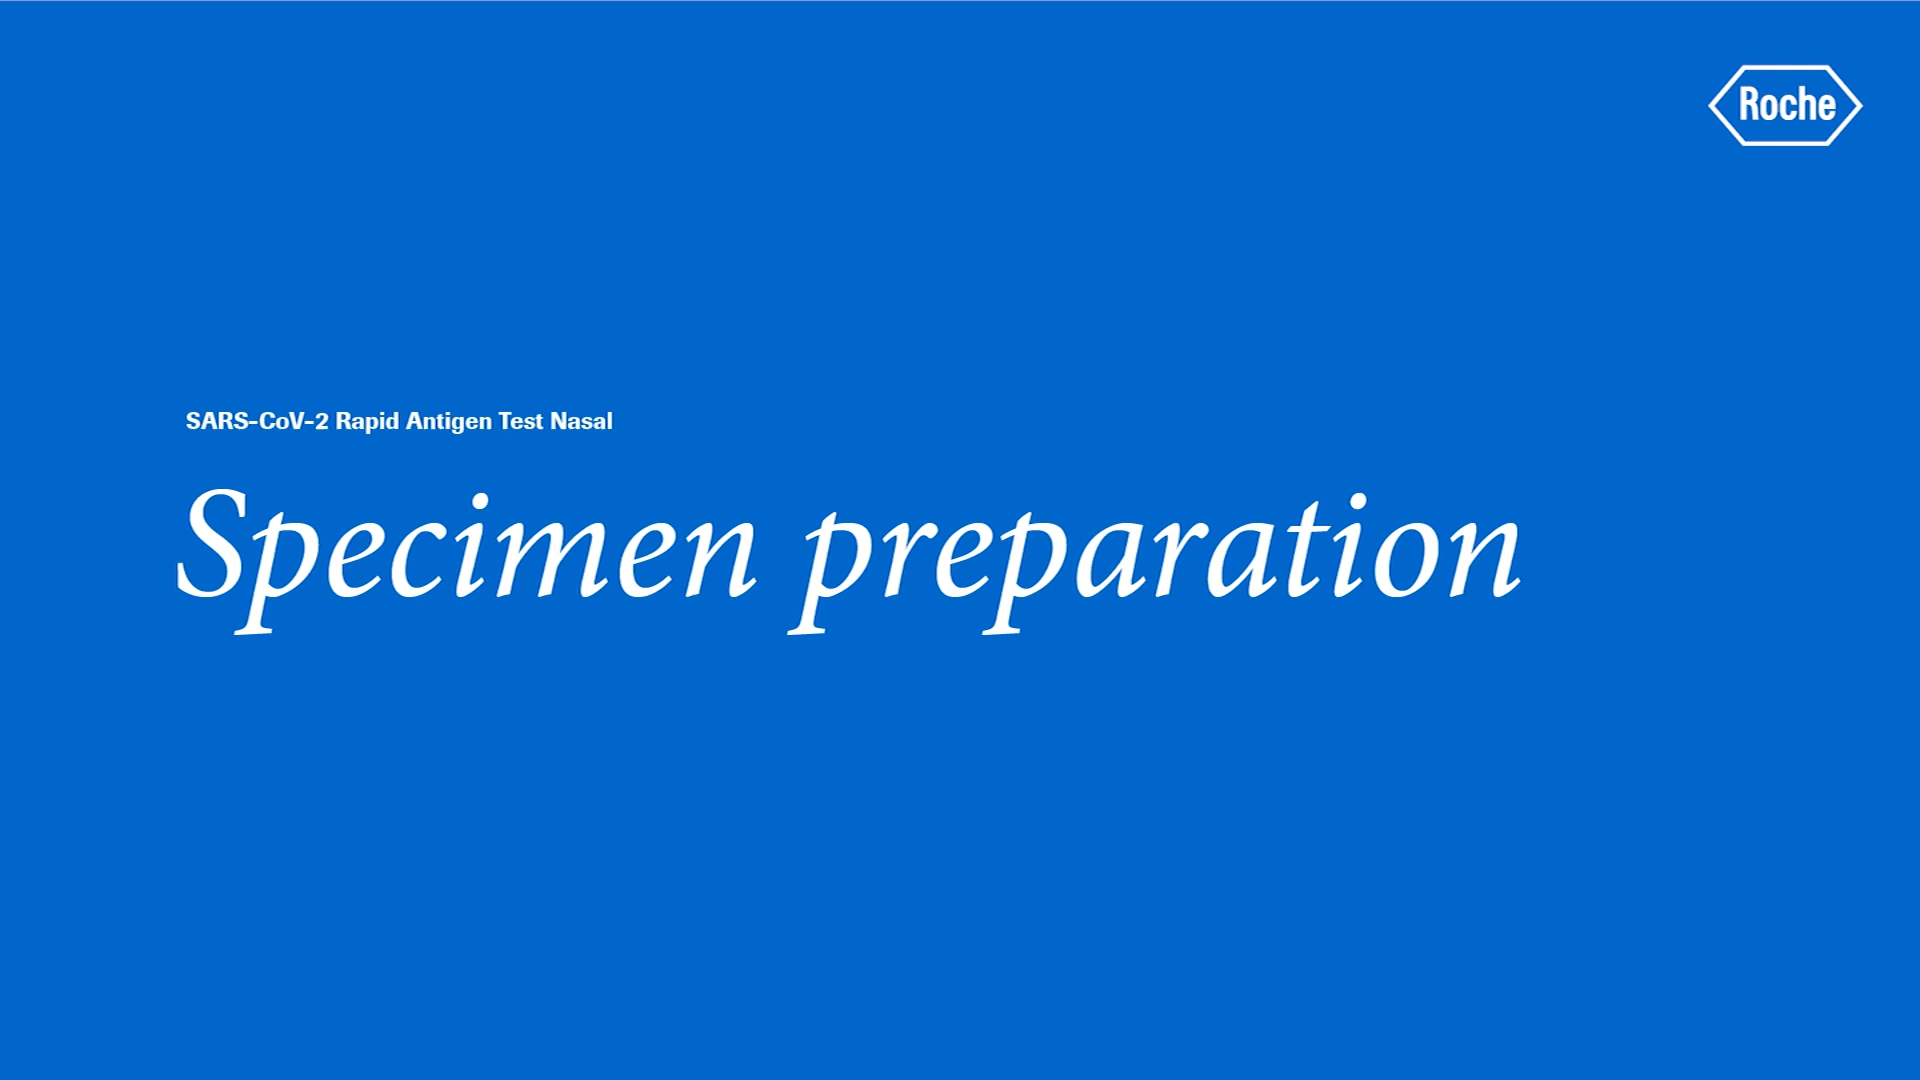 Roche
SARS-CoV-2 Rapid Antigen Test Nasal
Specimen preparation